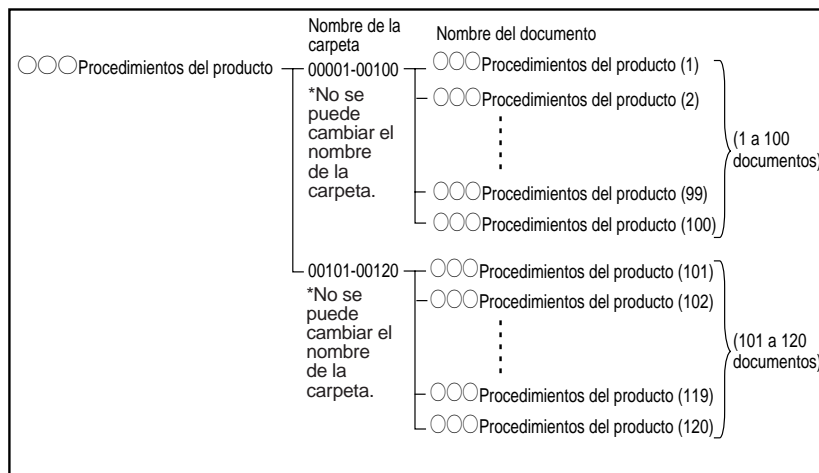 Nombre de la
carpeta
Nombre del documento
○○○Procedimientos del producto
00001-00100
*No se
puede
cambiar el
nombre
de la
carpeta.
○○○Procedimientos del producto (1)
○○○Procedimientos del producto (2)
○○○Procedimientos del producto (99)
○○○Procedimientos del producto (100)
(1 a 100
documentos)
00101-00120
*No se
puede
cambiar el
nombre
de la
carpeta.
○○○Procedimientos del producto (101)
○○○Procedimientos del producto (102)
○○○Procedimientos del producto (119)
○○○Procedimientos del producto (120)
(101 a 120
documentos)